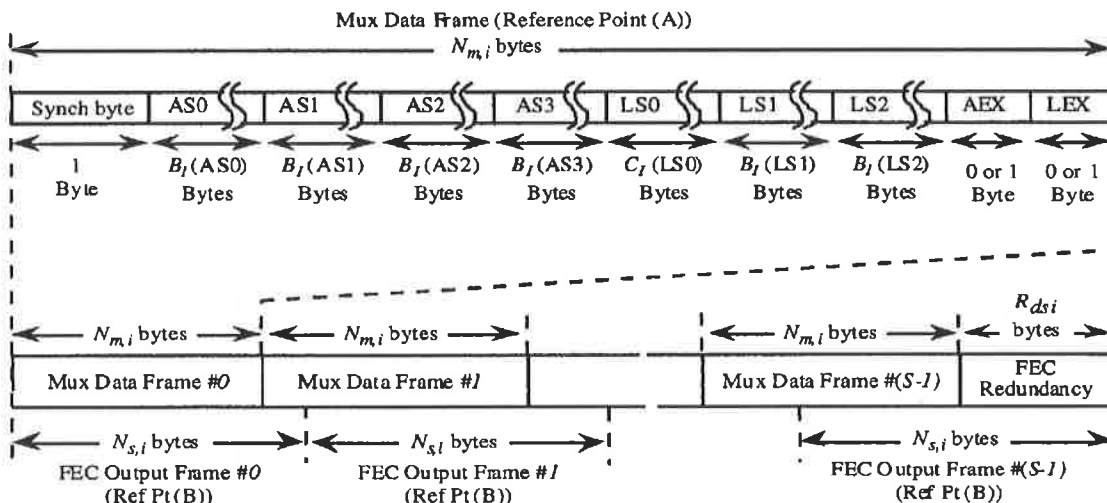 Mux Data Frame (Reference Point (A))
N_{m,i} bytes
Synch byte AS0 AS1 AS2 AS3 LS0 LS1 LS2 AEX LEX
1 B_I(AS0) B_I(AS1) B_I(AS2) B_I(AS3) C_I(LS0) B_I(LS1) B_I(LS2) 0 or 1 0 or 1
Byte Bytes Bytes Bytes Bytes Bytes Bytes Bytes Byte Byte
R_{dsi}
N_{m,i} bytes N_{m,i} bytes N_{m,i} bytes bytes
Mux Data Frame #0 Mux Data Frame #1 Mux Data Frame #(S-1) FEC
Redundancy
N_{s,i} bytes N_{s,i} bytes N_{s,i} bytes
FEC Output Frame #0 FEC Output Frame #1 FEC Output Frame #(S-1)
(Ref Pt (B)) (Ref Pt (B)) (Ref Pt (B))